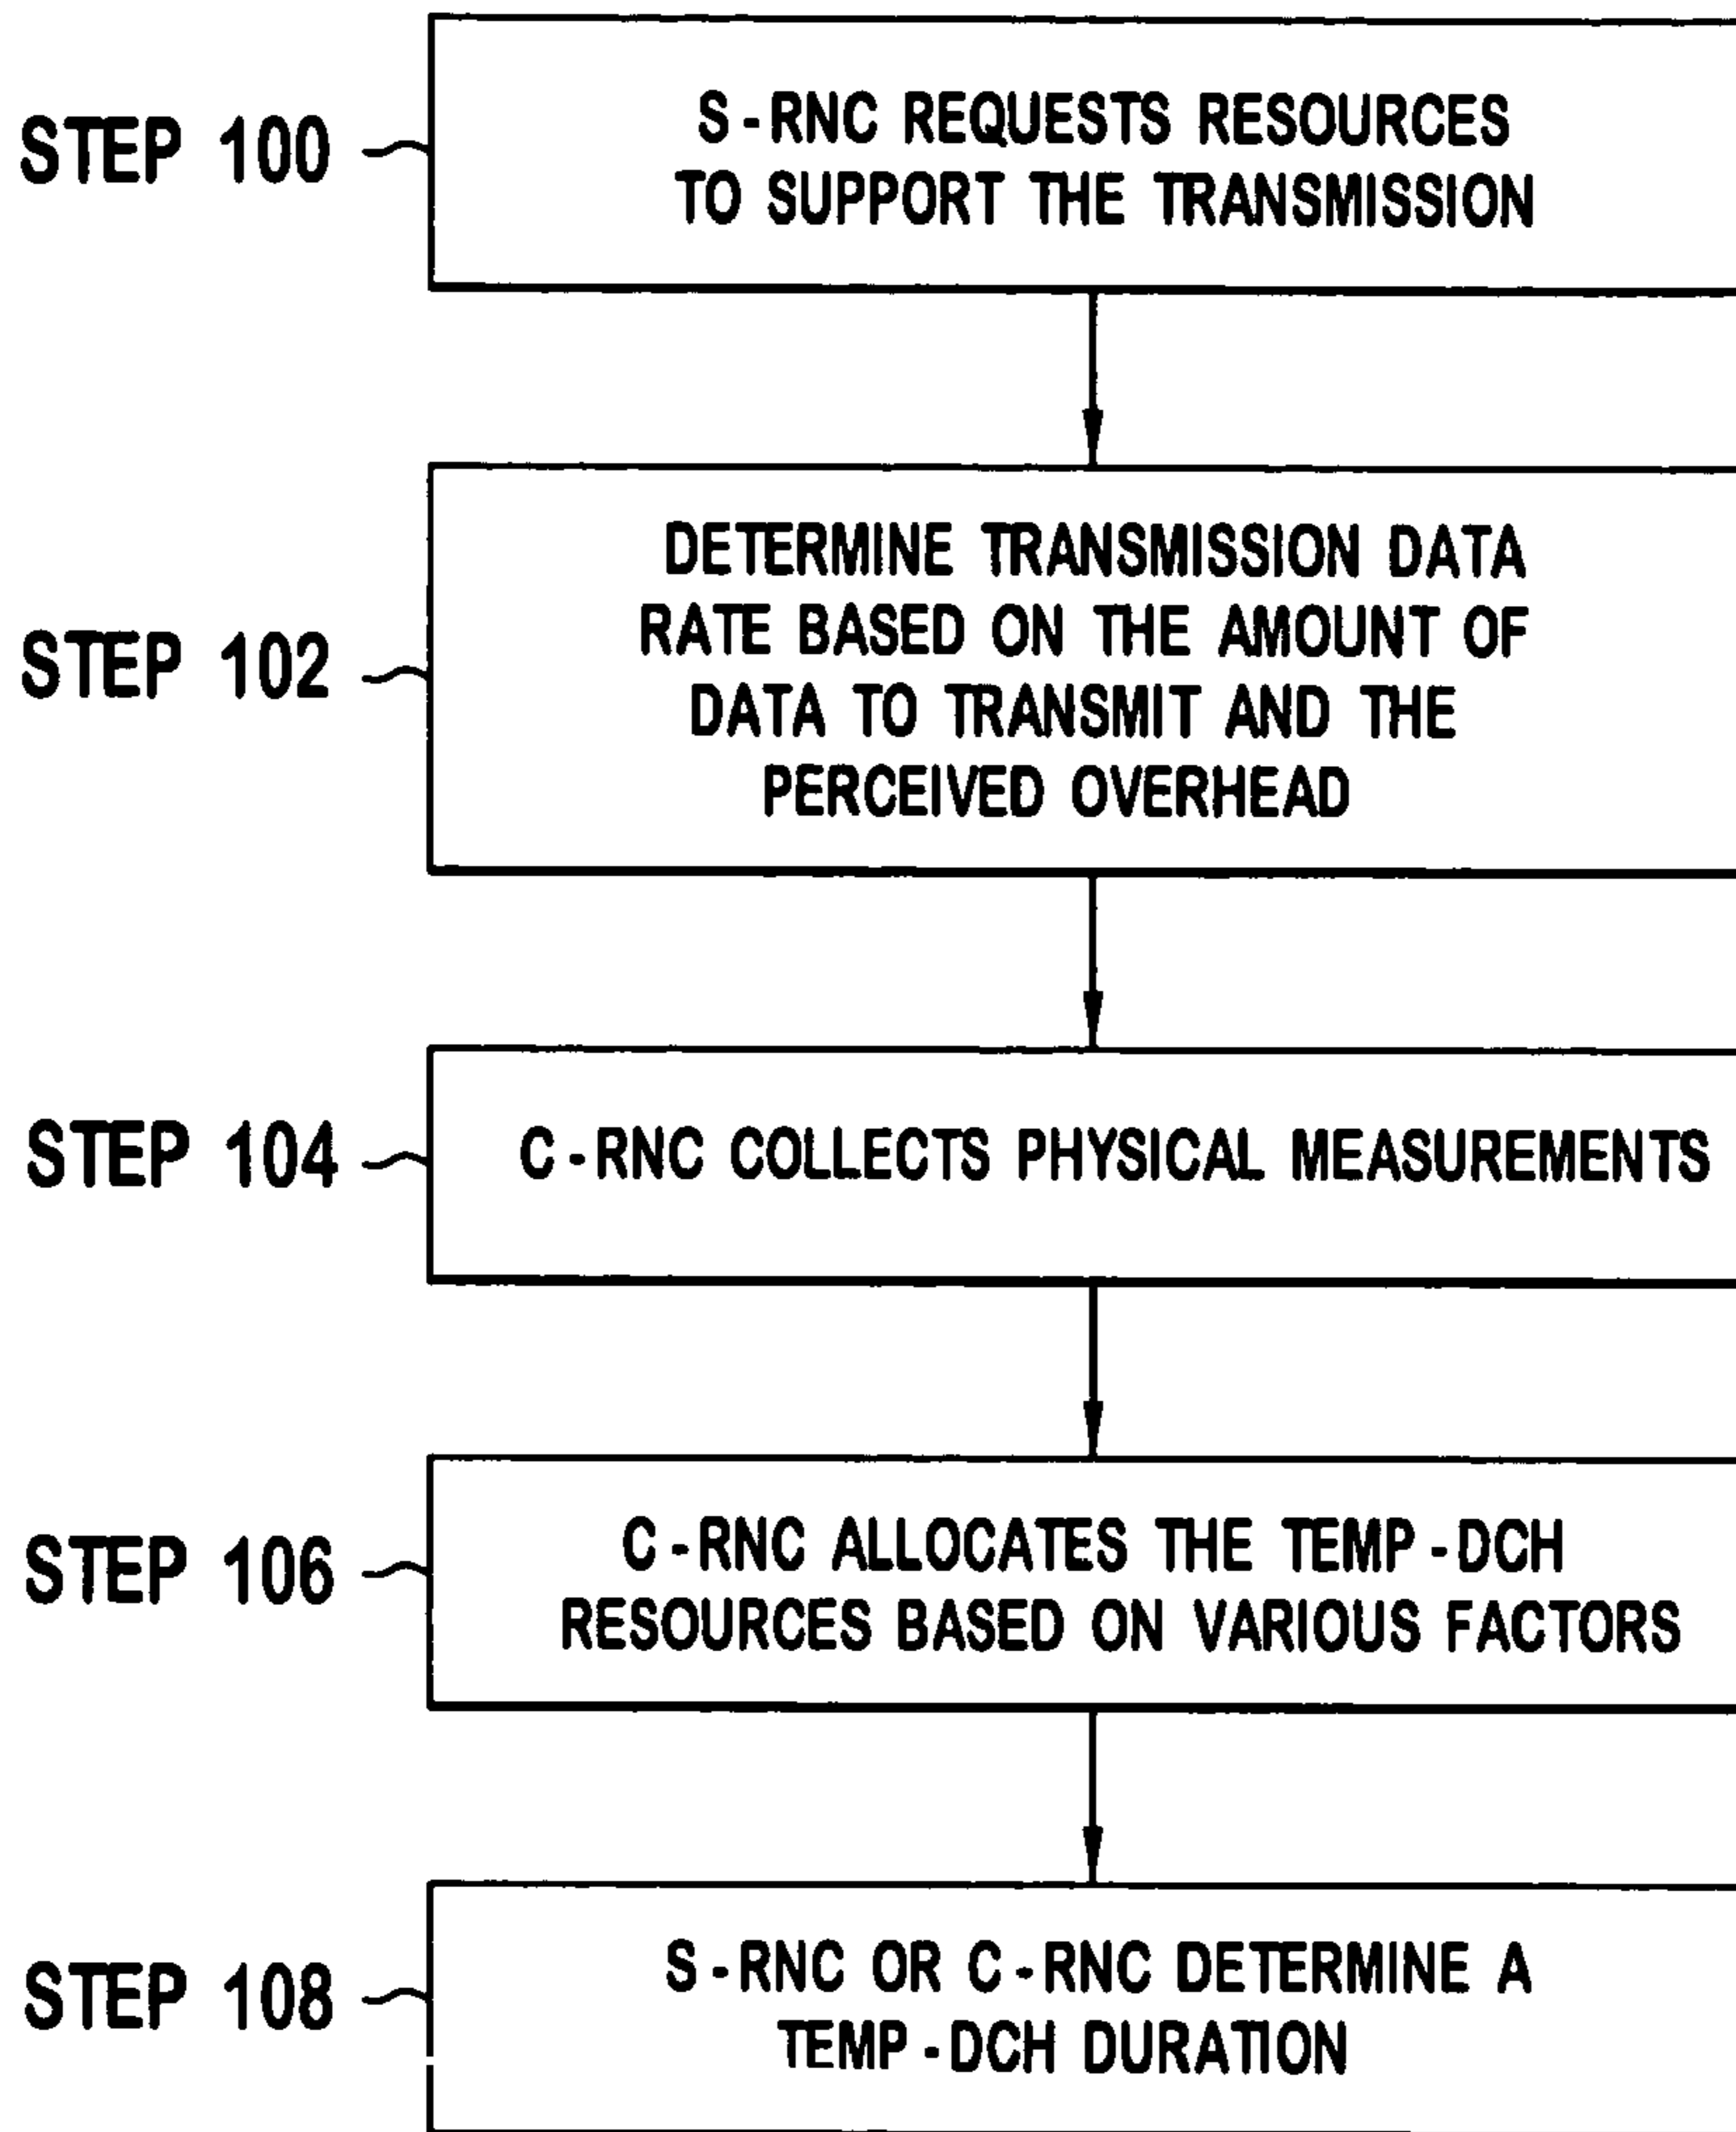 STEP 100
S-RNC REQUESTS RESOURCES
TO SUPPORT THE TRANSMISSION
STEP 102
DETERMINE TRANSMISSION DATA
RATE BASED ON THE AMOUNT OF
DATA TO TRANSMIT AND THE
PERCEIVED OVERHEAD
STEP 104
C-RNC COLLECTS PHYSICAL MEASUREMENTS
STEP 106
C-RNC ALLOCATES THE TEMP-DCH
RESOURCES BASED ON VARIOUS FACTORS
STEP 108
S-RNC OR C-RNC DETERMINE A
TEMP-DCH DURATION